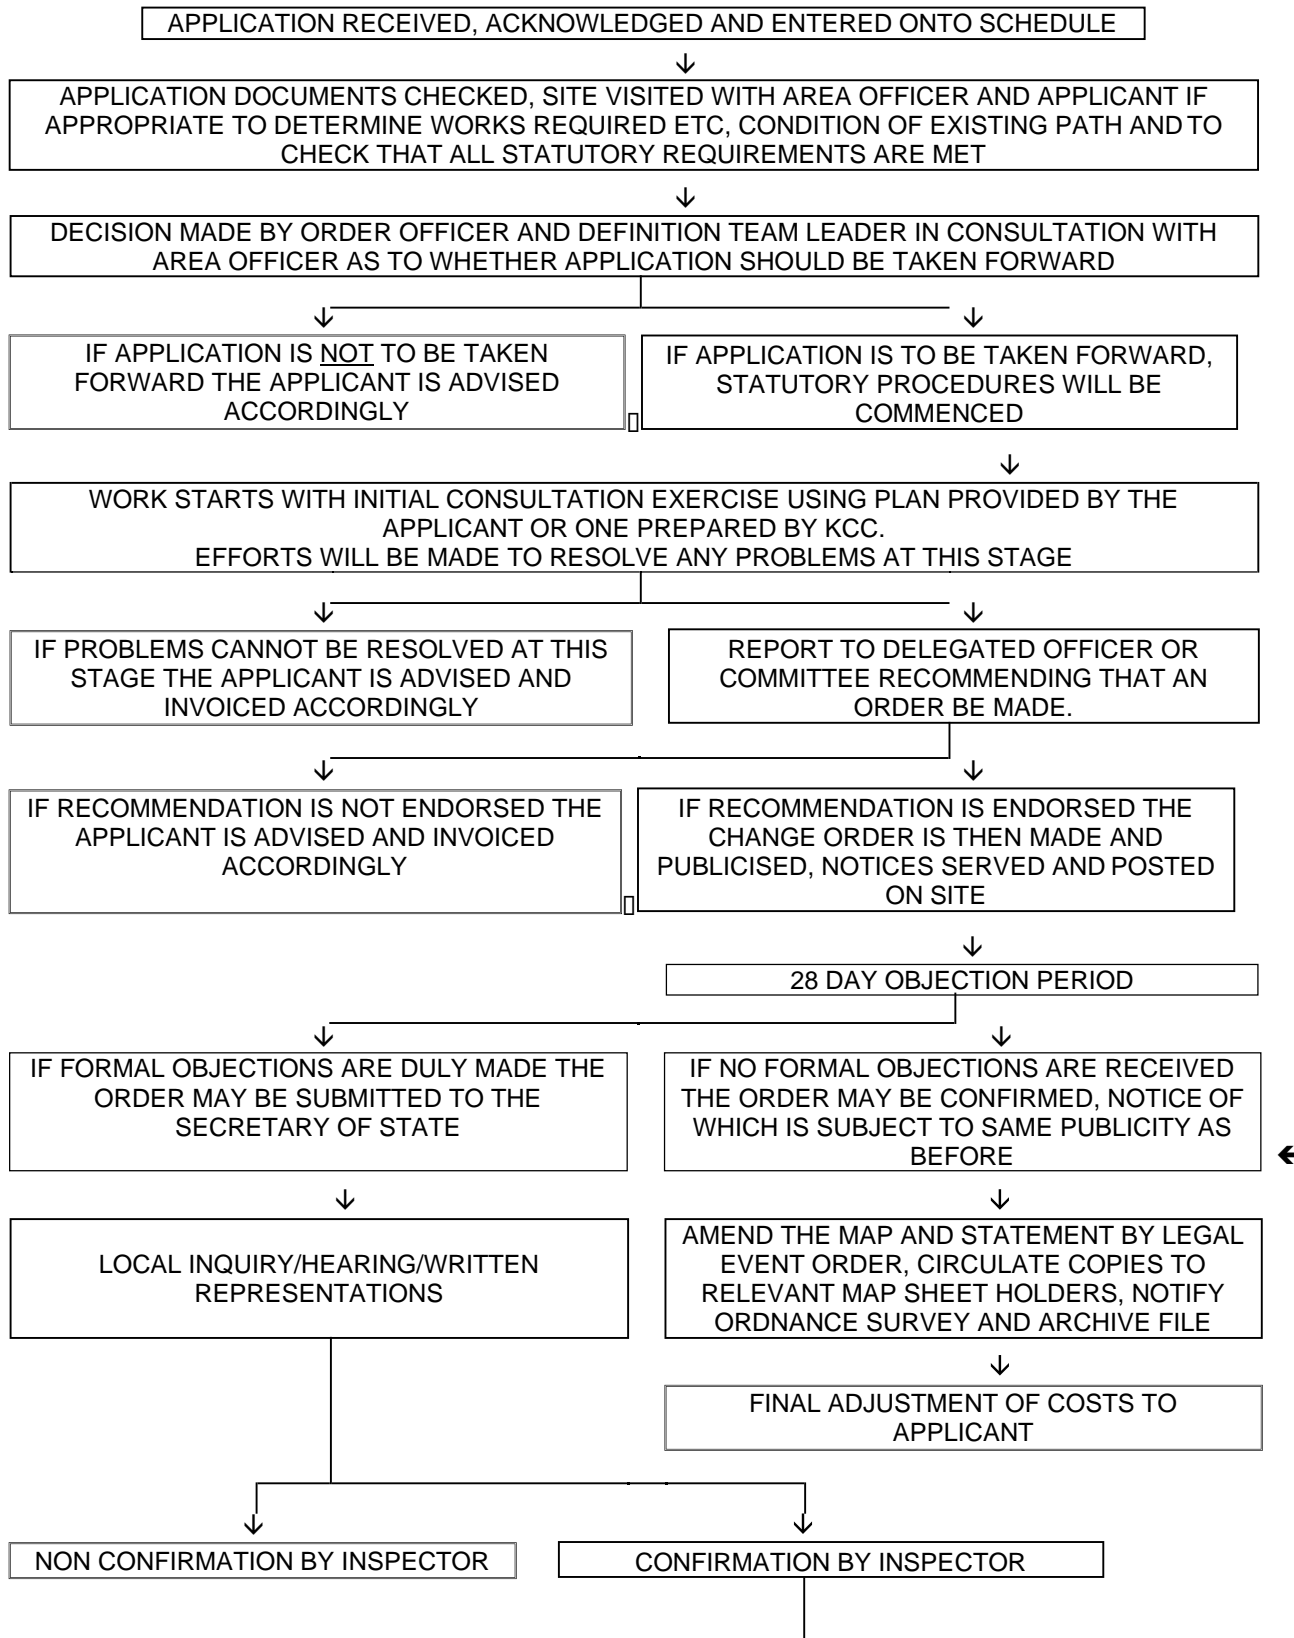 APPLICATION RECEIVED, ACKNOWLEDGED AND ENTERED ONTO SCHEDULE
APPLICATION DOCUMENTS CHECKED, SITE VISITED WITH AREA OFFICER AND APPLICANT IF
APPROPRIATE TO DETERMINE WORKS REQUIRED ETC, CONDITION OF EXISTING PATH AND TO
CHECK THAT ALL STATUTORY REQUIREMENTS ARE MET
DECISION MADE BY ORDER OFFICER AND DEFINITION TEAM LEADER IN CONSULTATION WITH
AREA OFFICER AS TO WHETHER APPLICATION SHOULD BE TAKEN FORWARD
IF APPLICATION IS NOT TO BE TAKEN
FORWARD THE APPLICANT IS ADVISED
ACCORDINGLY
IF APPLICATION IS TO BE TAKEN FORWARD,
STATUTORY PROCEDURES WILL BE
COMMENCED
WORK STARTS WITH INITIAL CONSULTATION EXERCISE USING PLAN PROVIDED BY THE
APPLICANT OR ONE PREPARED BY KCC.
EFFORTS WILL BE MADE TO RESOLVE ANY PROBLEMS AT THIS STAGE
IF PROBLEMS CANNOT BE RESOLVED AT THIS
STAGE THE APPLICANT IS ADVISED AND
INVOICED ACCORDINGLY
REPORT TO DELEGATED OFFICER OR
COMMITTEE RECOMMENDING THAT AN
ORDER BE MADE.
IF RECOMMENDATION IS NOT ENDORSED THE
APPLICANT IS ADVISED AND INVOICED
ACCORDINGLY
IF RECOMMENDATION IS ENDORSED THE
CHANGE ORDER IS THEN MADE AND
PUBLICISED, NOTICES SERVED AND POSTED
ON SITE
28 DAY OBJECTION PERIOD
IF FORMAL OBJECTIONS ARE DULY MADE THE
ORDER MAY BE SUBMITTED TO THE
SECRETARY OF STATE
IF NO FORMAL OBJECTIONS ARE RECEIVED
THE ORDER MAY BE CONFIRMED, NOTICE OF
WHICH IS SUBJECT TO SAME PUBLICITY AS
BEFORE
LOCAL INQUIRY/HEARING/WRITTEN
REPRESENTATIONS
AMEND THE MAP AND STATEMENT BY LEGAL
EVENT ORDER, CIRCULATE COPIES TO
RELEVANT MAP SHEET HOLDERS, NOTIFY
ORDNANCE SURVEY AND ARCHIVE FILE
FINAL ADJUSTMENT OF COSTS TO
APPLICANT
NON CONFIRMATION BY INSPECTOR
CONFIRMATION BY INSPECTOR